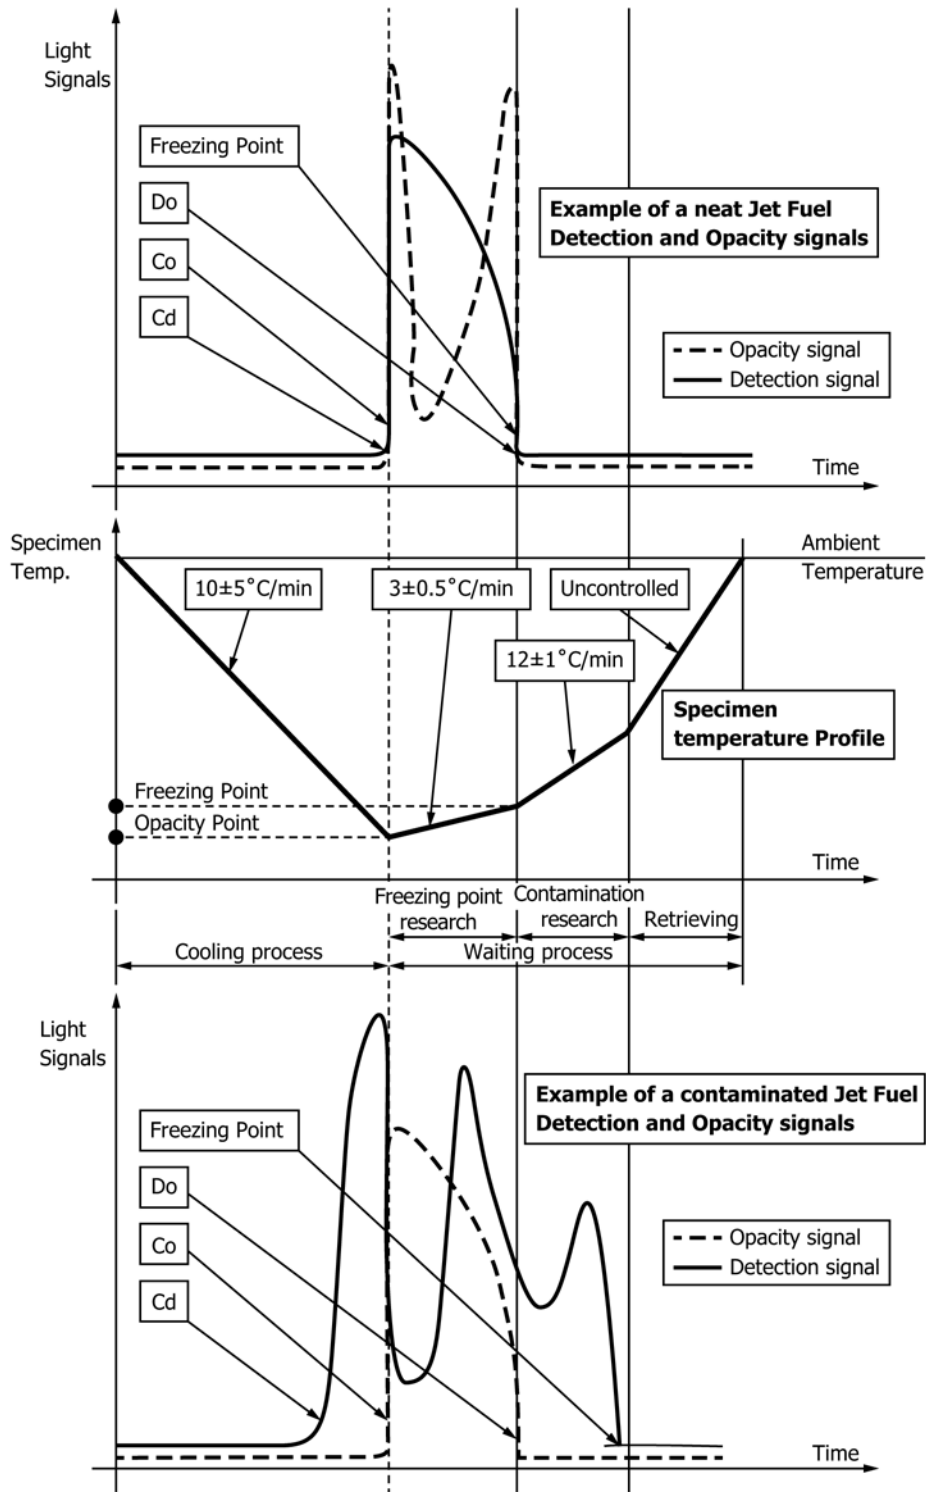 Light
Signals
Freezing Point
Do
Co
Cd
Example of a neat Jet Fuel
Detection and Opacity signals
Opacity signal
Detection signal
Time
Specimen
Temp.
Ambient
Temperature
10±5˚C/min
3±0.5˚C/min
Uncontrolled
12±1˚C/min
Specimen
temperature Profile
Freezing Point
Opacity Point
Time
Freezing point
research
Contamination
research
Retrieving
Cooling process
Waiting process
Light
Signals
Example of a contaminated Jet Fuel
Detection and Opacity signals
Freezing Point
Do
Co
Cd
Opacity signal
Detection signal
Time